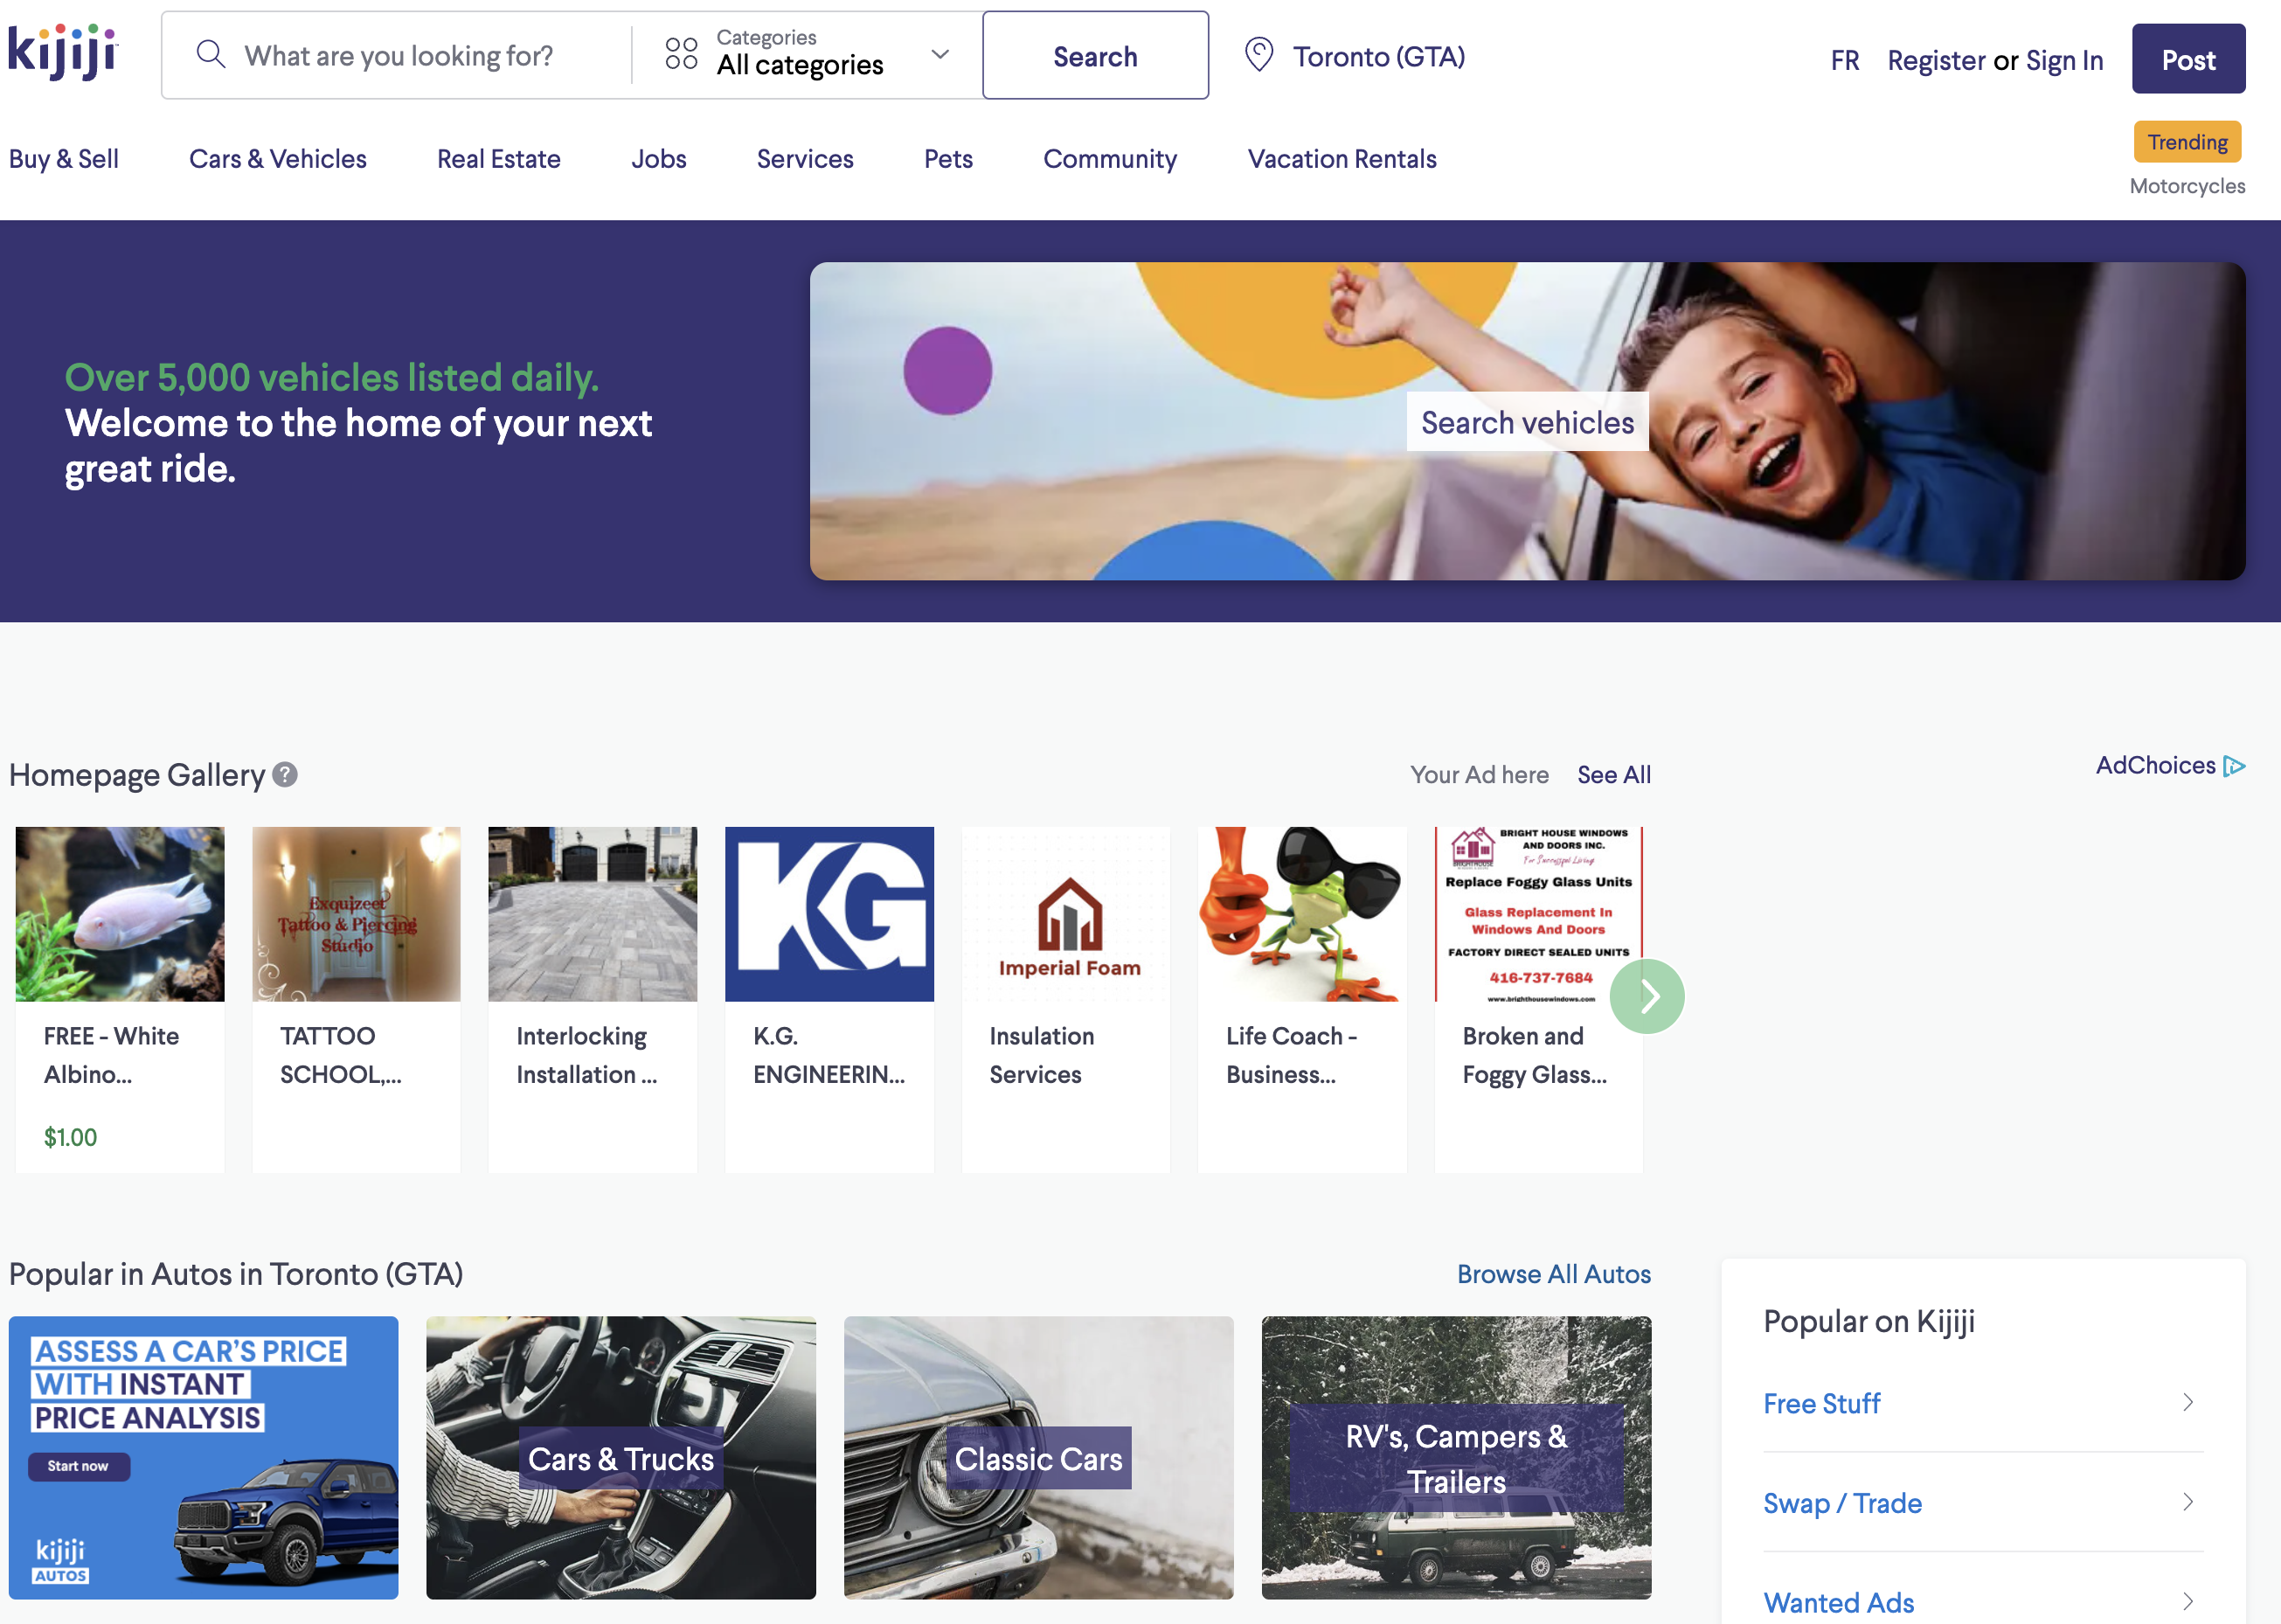 kijiji
What are you looking for?
Categories
All categories
Search
Toronto (GTA)
FR
Register or Sign In
Post
Buy & Sell
Cars & Vehicles
Real Estate
Jobs
Services
Pets
Community
Vacation Rentals
Trending
Motorcycles
Over 5,000 vehicles listed daily.
Welcome to the home of your next
great ride.
Search vehicles
Homepage Gallery ?
Your Ad here
See All
AdChoices
Exquizeet
Tattoo & Piercing
Studio
KG
Imperial Foam
BRIGHT HOUSE WINDOWS
AND DOORS INC.
For Successful Living
BRIGHTHOUSE
Replace Foggy Glass Units
Glass Replacement In
Windows And Doors
FACTORY DIRECT SEALED UNITS
416-737-7684
www.brighthousewindows.com
FREE - White
Albino...
$1.00
TATTOO
SCHOOL,...
Interlocking
Installation ...
K.G.
ENGINEERIN...
Insulation
Services
Life Coach -
Business...
Broken and
Foggy Glass...
Popular in Autos in Toronto (GTA)
Browse All Autos
ASSESS A CAR'S PRICE
WITH INSTANT
PRICE ANALYSIS
Start now
kijiji
AUTOS
Cars & Trucks
Classic Cars
RV's, Campers &
Trailers
Popular on Kijiji
Free Stuff
Swap / Trade
Wanted Ads